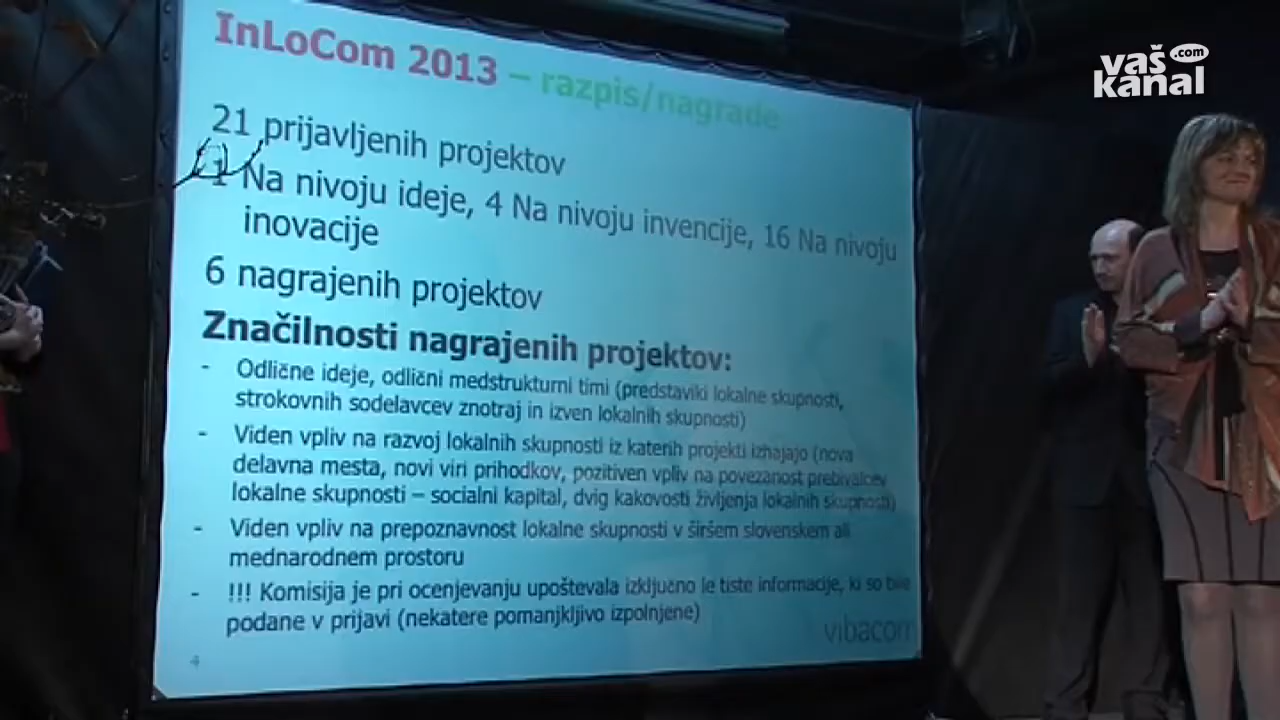 InLoCom 2013 – razpis/nagrade
vaš
.com
kanal
21 prijavljenih projektov
1 Na nivoju ideje, 4 Na nivoju invencije, 16 Na nivoju
inovacije
6 nagrajenih projektov
Značilnosti nagrajenih projektov:
- Odlične ideje, odlični medstrukturni timi (predstaviki lokalne skupnosti,
strokovnih sodelavcev znotraj in izven lokalnih skupnosti)
- Viden vpliv na razvoj lokalnih skupnosti iz katerih projekti izhajajo (nova
delavna mesta, novi viri prihodkov, pozitiven vpliv na povezanost prebivalcev
lokalne skupnosti – socialni kapital, dvig kakovosti življenja lokalnih skupnosti)
- Viden vpliv na prepoznavnost lokalne skupnosti v širšem slovenskem ali
mednarodnem prostoru
- !!! Komisija je pri ocenjevanju upoštevala izključno le tiste informacije, ki so bile
podane v prijavi (nekatere pomanjkljivo izpolnjene)
vibacom
4